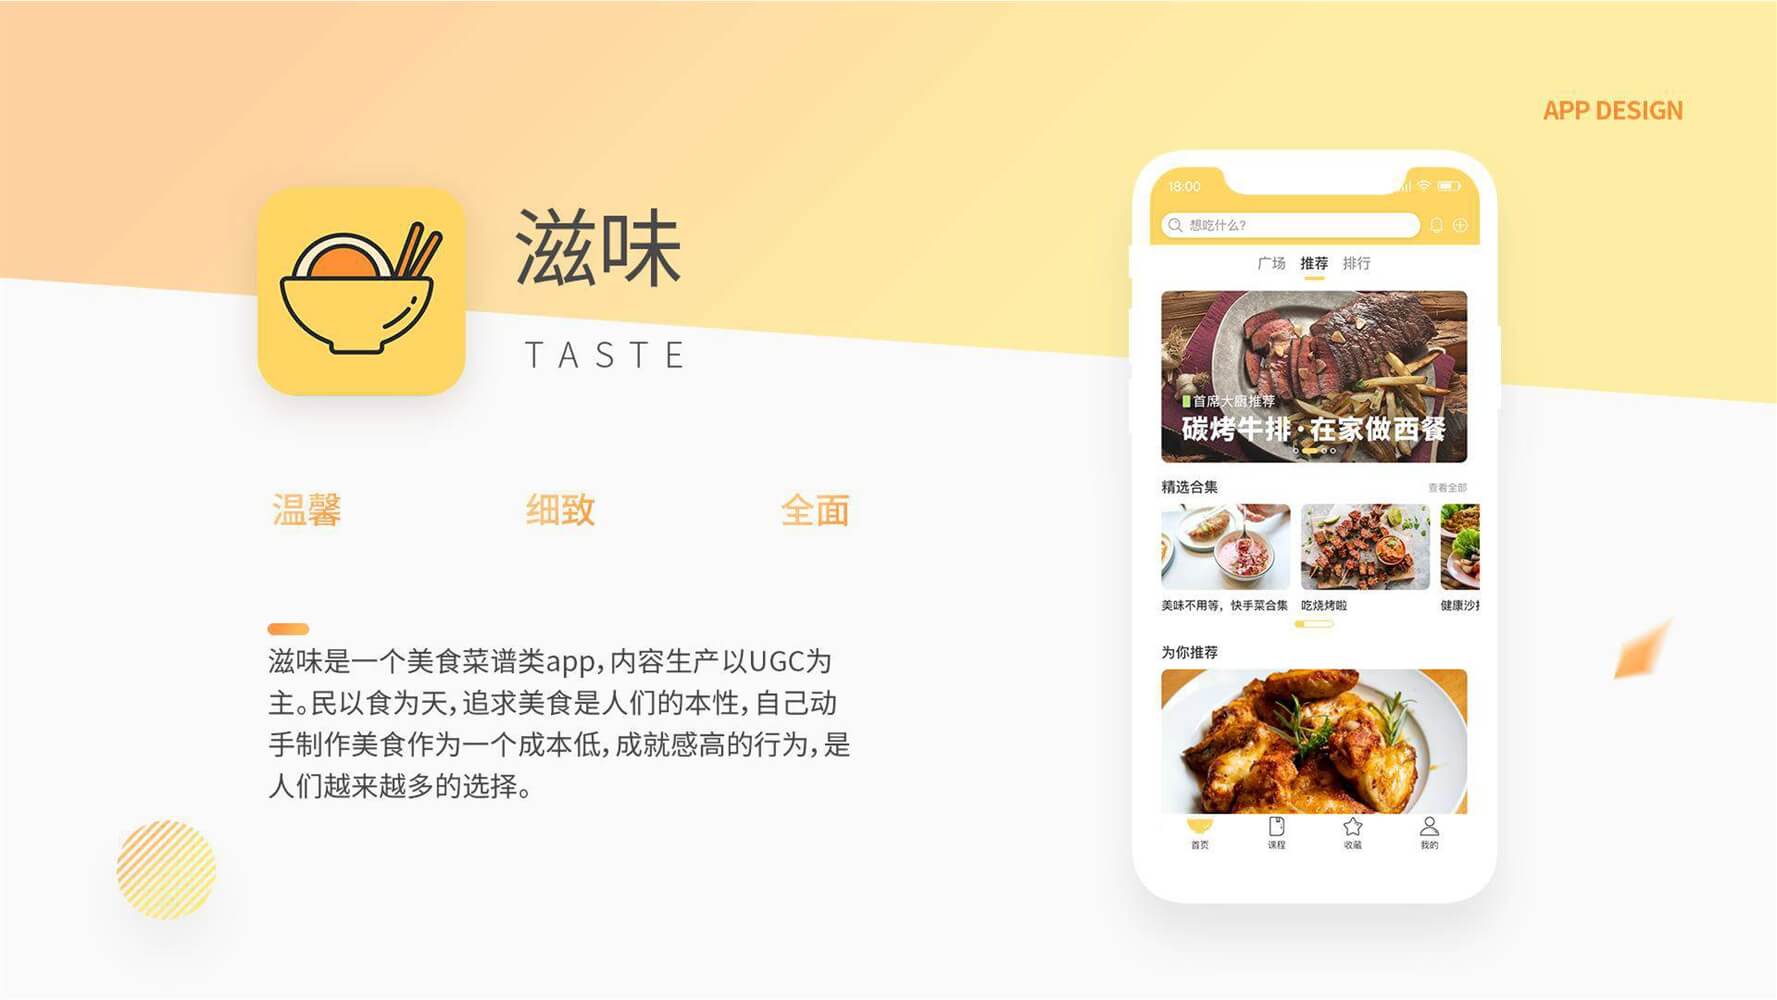 APP DESIGN
滋味
TASTE
温馨 细致 全面
滋味是一个美食菜谱类app，内容生产以UGC为
主。民以食为天，追求美食是人们的本性，自己动
手制作美食作为一个成本低，成就感高的行为，是
人们越来越多的选择。
18:00
想吃什么？
广场 推荐 排行
首席大厨推荐
碳烤牛排·在家做西餐
精选合集 查看全部
美味不用等，快手菜合集 吃烧烤啦 健康沙拉
为你推荐
首页 课程 收藏 我的